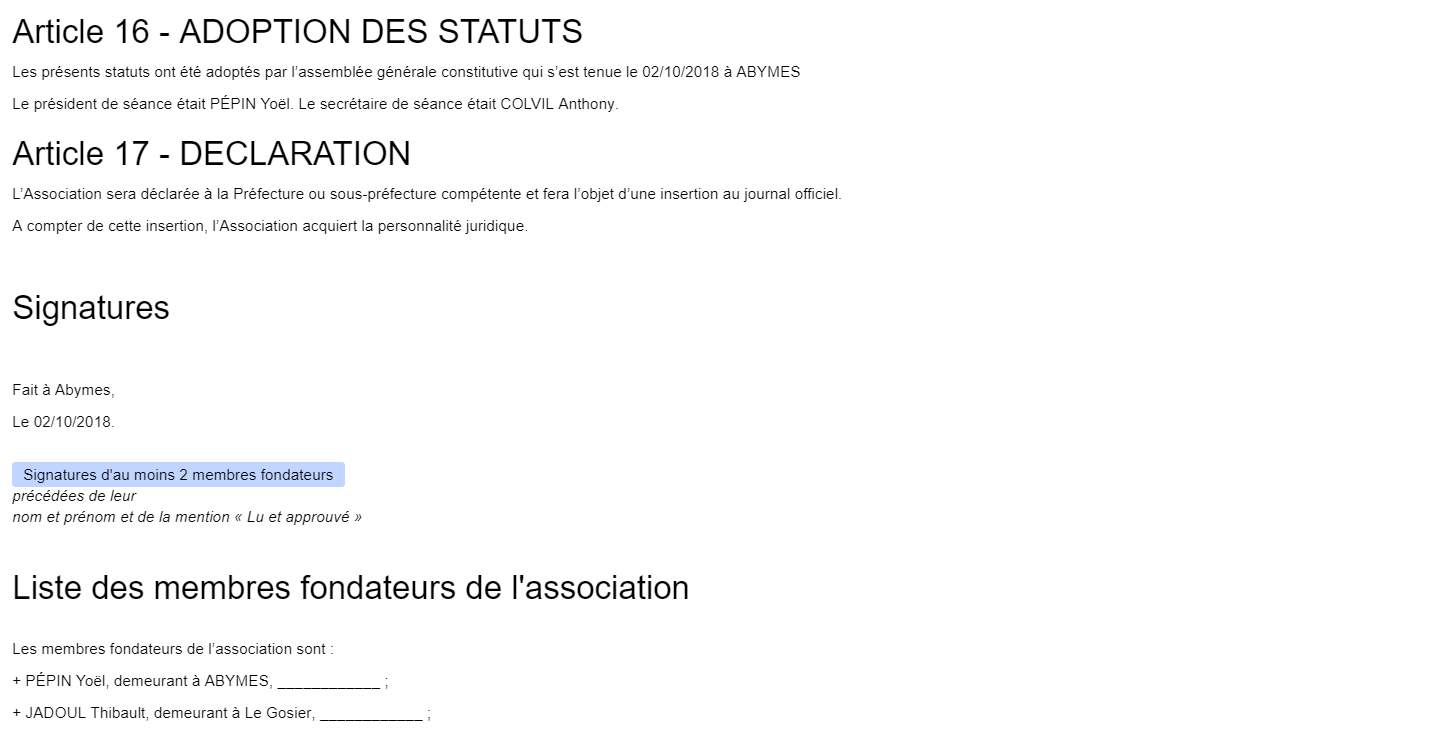 Article 16 - ADOPTION DES STATUTS
Les présents statuts ont été adoptés par l’assemblée générale constitutive qui s’est tenue le 02/10/2018 à ABYMES
Le président de séance était PÉPIN Yoël. Le secrétaire de séance était COLVIL Anthony.
Article 17 - DECLARATION
L’Association sera déclarée à la Préfecture ou sous-préfecture compétente et fera l’objet d’une insertion au journal officiel.
A compter de cette insertion, l’Association acquiert la personnalité juridique.
Signatures
Fait à Abymes,
Le 02/10/2018.
Signatures d'au moins 2 membres fondateurs
précédées de leur
nom et prénom et de la mention « Lu et approuvé »
Liste des membres fondateurs de l'association
Les membres fondateurs de l’association sont :
+ PÉPIN Yoël, demeurant à ABYMES, ____________ ;
+ JADOUL Thibault, demeurant à Le Gosier, ____________ ;